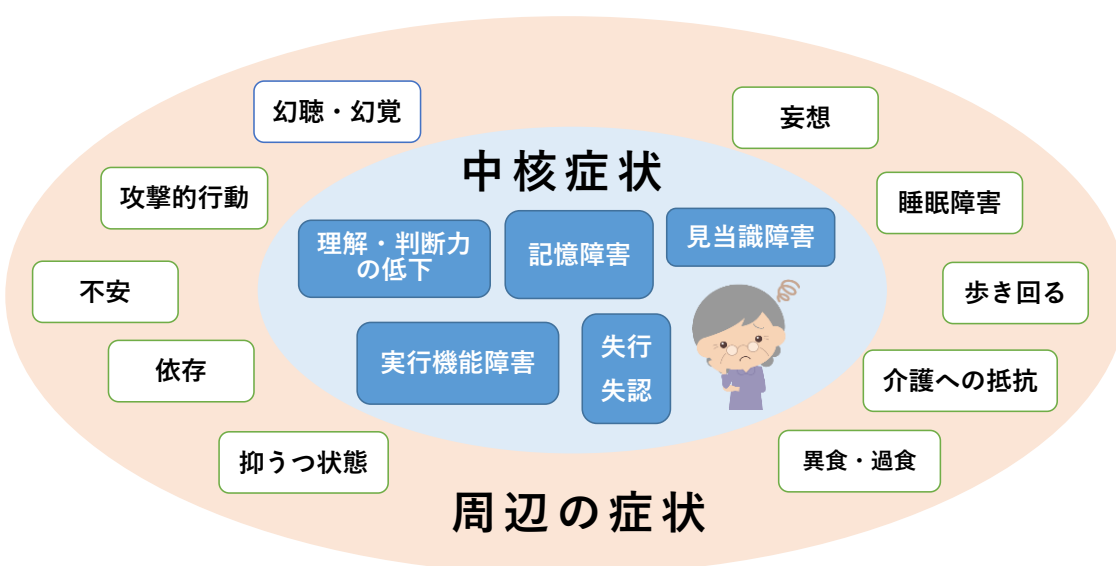 幻聴・幻覚
妄想
中核症状
攻撃的行動
睡眠障害
理解・判断力
の低下
記憶障害
見当識障害
不安
歩き回る
実行機能障害
失行
失認
依存
介護への抵抗
抑うつ状態
異食・過食
周辺の症状